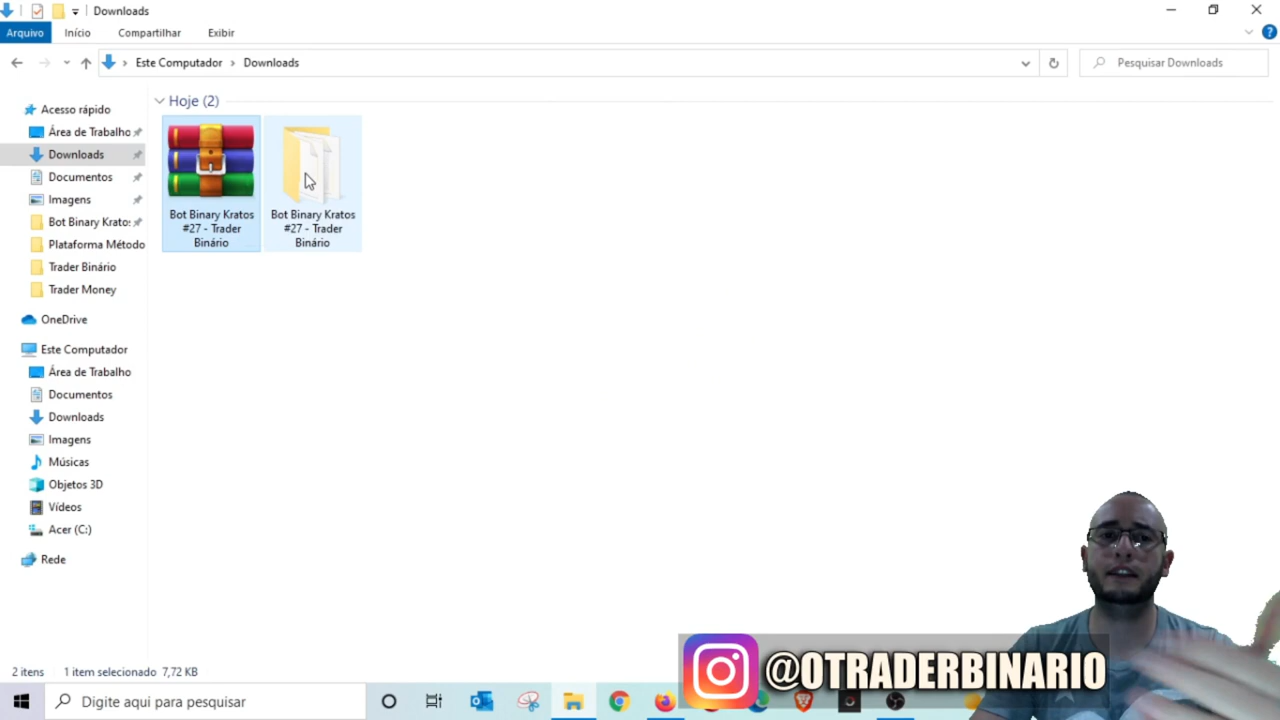 Downloads
Arquivo Início Compartilhar Exibir
Este Computador Downloads Pesquisar Downloads
Hoje (2)
Acesso rápido
Área de Trabalho
Downloads
Documentos
Imagens
Bot Binary Kratos
Plataforma Método
Trader Binário
Trader Money
OneDrive
Este Computador
Área de Trabalho
Documentos
Downloads
Imagens
Músicas
Objetos 3D
Vídeos
Acer (C:)
Rede
Bot Binary Kratos
#27 - Trader
Binário
Bot Binary Kratos
#27 - Trader
Binário
2 itens 1 item selecionado 7,72 KB
@OTRADERBINARIO
Digite aqui para pesquisar